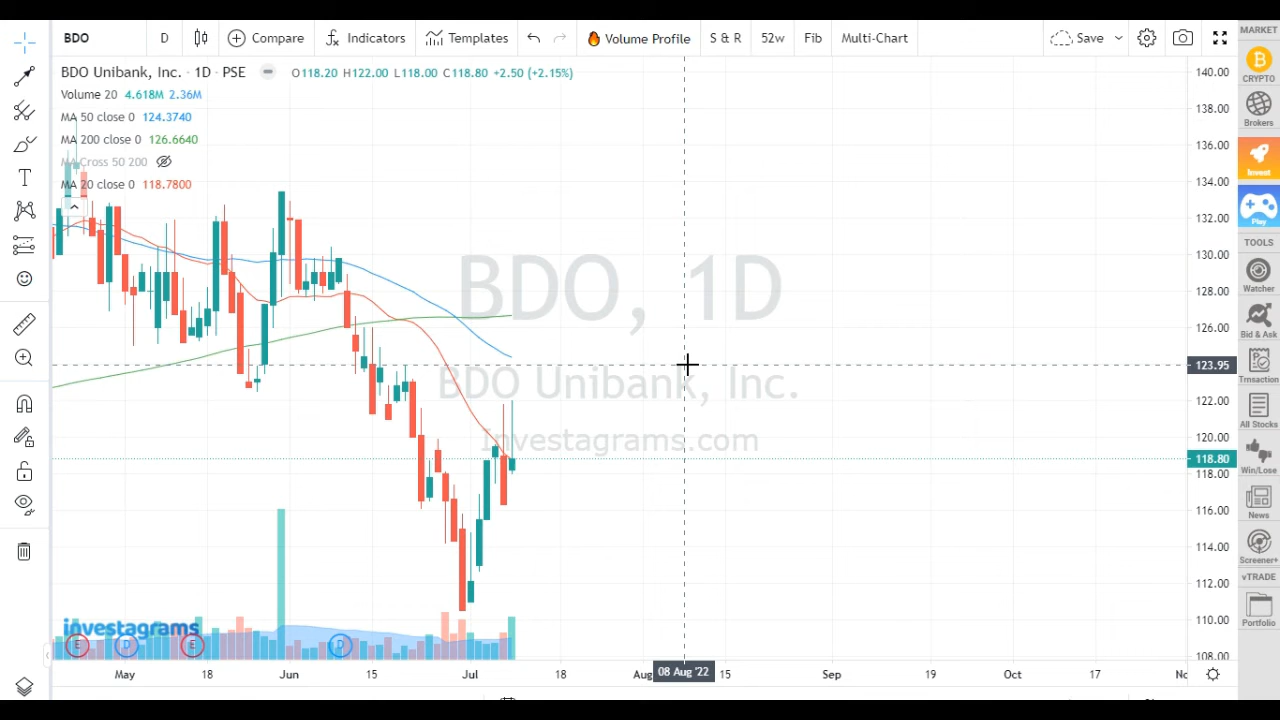 BDO D Compare Indicators Templates Volume Profile S & R 52w Fib Multi-Chart Save
MARKET
CRYPTO
Brokers
Invest
Play
TOOLS
Watcher
Bid & Ask
Trnsaction
All Stocks
Win/Lose
News
Screener+
vTRADE
Portfolio
BDO Unibank, Inc. · 1D · PSE O118.20 H122.00 L118.00 C118.80 +2.50 (+2.15%)
Volume 20 4.618M 2.36M
MA 50 close 0 124.3740
MA 200 close 0 126.6640
MA Cross 50 200
MA 20 close 0 118.7800
BDO, 1D
BDO Unibank, Inc.
Investagrams.com
140.00
138.00
136.00
134.00
132.00
130.00
128.00
126.00
123.95
122.00
120.00
118.80
118.00
116.00
114.00
112.00
110.00
108.00
investagrams
E D E D
May 18 Jun 15 Jul 18 Aug 08 Aug '22 15 Sep 19 Oct 17